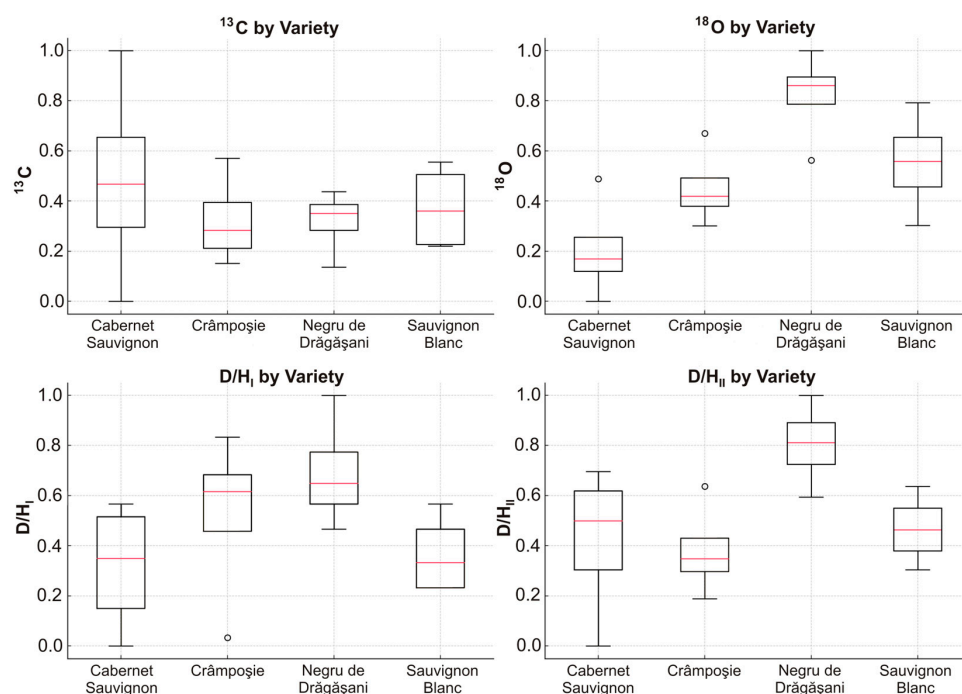 ¹³C by Variety
¹³C
1.0
0.8
0.6
0.4
0.2
0.0
Cabernet
Sauvignon
Crâmpoşie
Negru de
Drăgăşani
Sauvignon
Blanc
¹⁸O by Variety
¹⁸O
1.0
0.8
0.6
0.4
0.2
0.0
Cabernet
Sauvignon
Crâmpoşie
Negru de
Drăgăşani
Sauvignon
Blanc
D/H_I by Variety
D/H_I
1.0
0.8
0.6
0.4
0.2
0.0
Cabernet
Sauvignon
Crâmpoşie
Negru de
Drăgăşani
Sauvignon
Blanc
D/H_II by Variety
D/H_II
1.0
0.8
0.6
0.4
0.2
0.0
Cabernet
Sauvignon
Crâmpoşie
Negru de
Drăgăşani
Sauvignon
Blanc